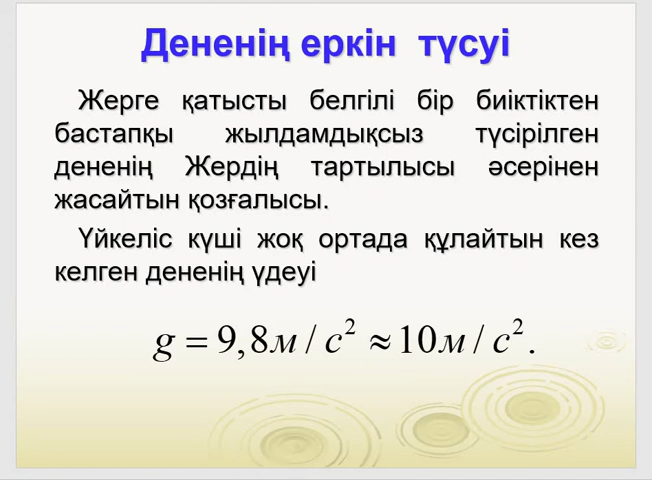 Дененің еркін түсуі
Жерге қатысты белгілі бір биіктіктен
бастапқы жылдамдықсыз түсірілген
дененің Жердің тартылысы әсерінен
жасайтын қозғалысы.
Үйкеліс күші жоқ ортада құлайтын кез
келген дененің үдеуі
g = 9,8м / с² ≈ 10м / с².